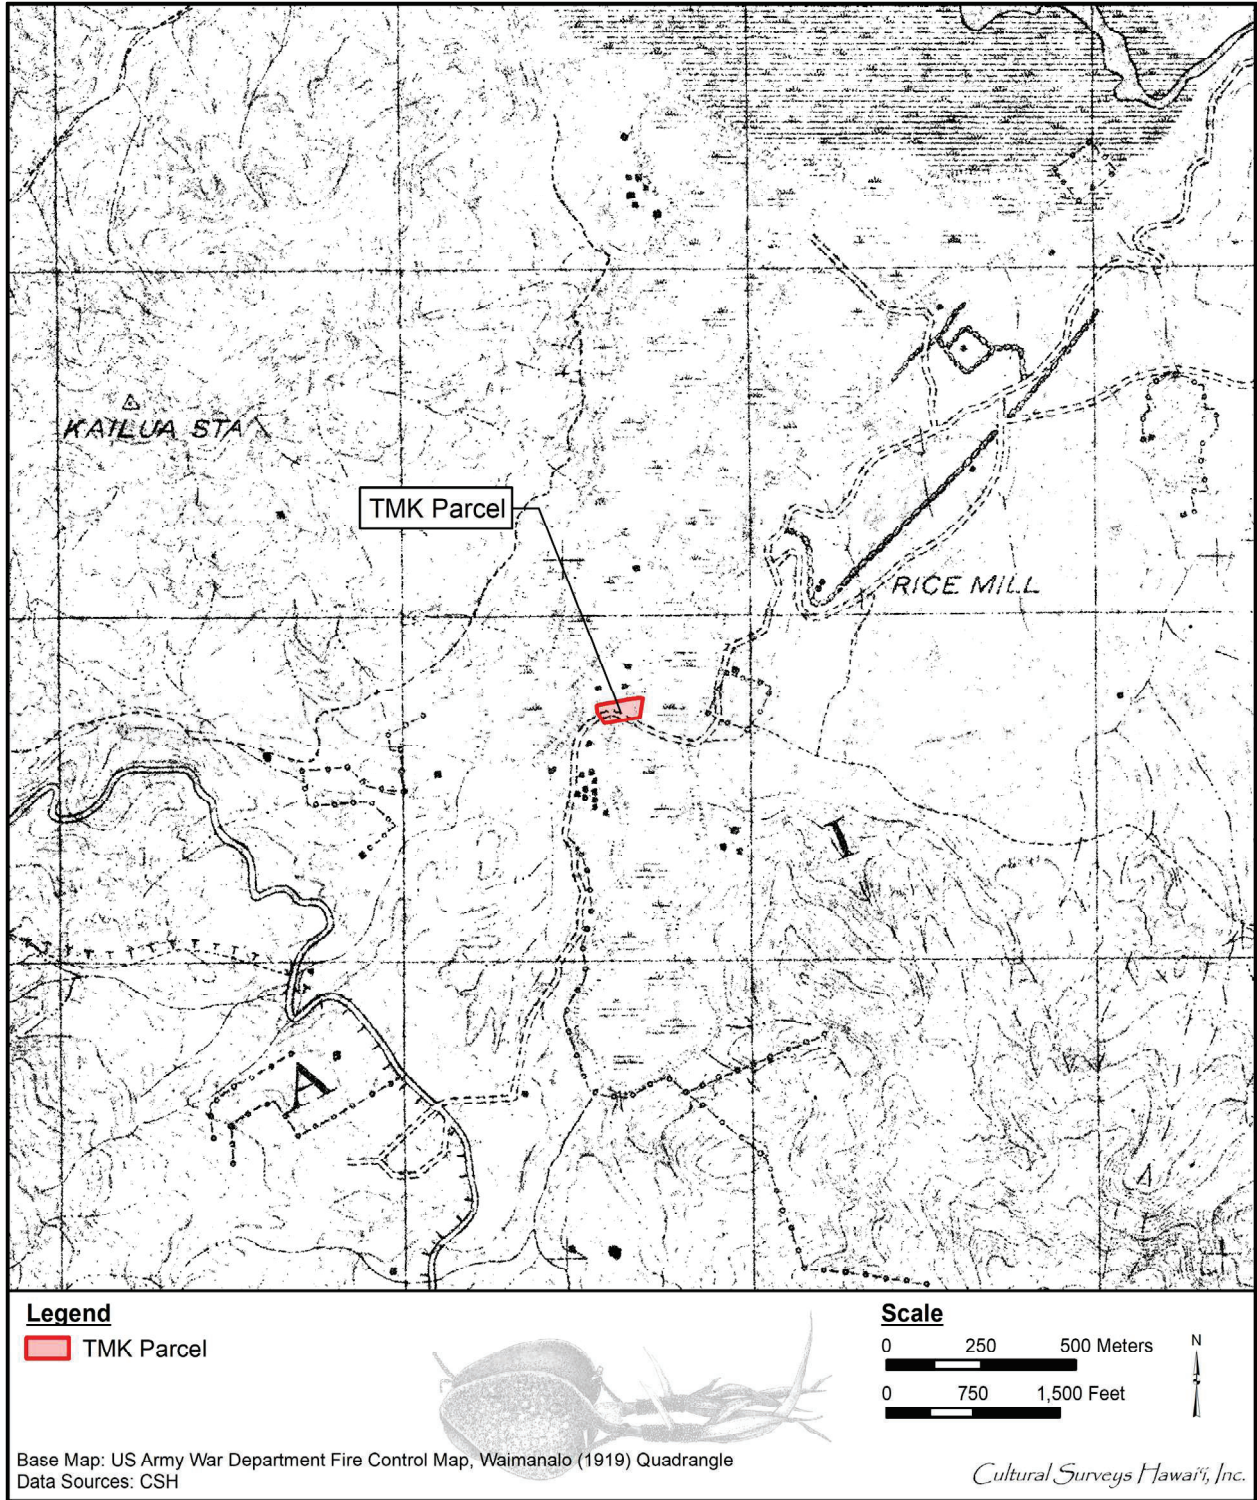 KAILUA STA
TMK Parcel
RICE MILL
I
A
Legend
TMK Parcel
Scale
0 250 500 Meters
0 750 1,500 Feet
N
Base Map: US Army War Department Fire Control Map, Waimanalo (1919) Quadrangle
Data Sources: CSH
Cultural Surveys Hawai‘i, Inc.